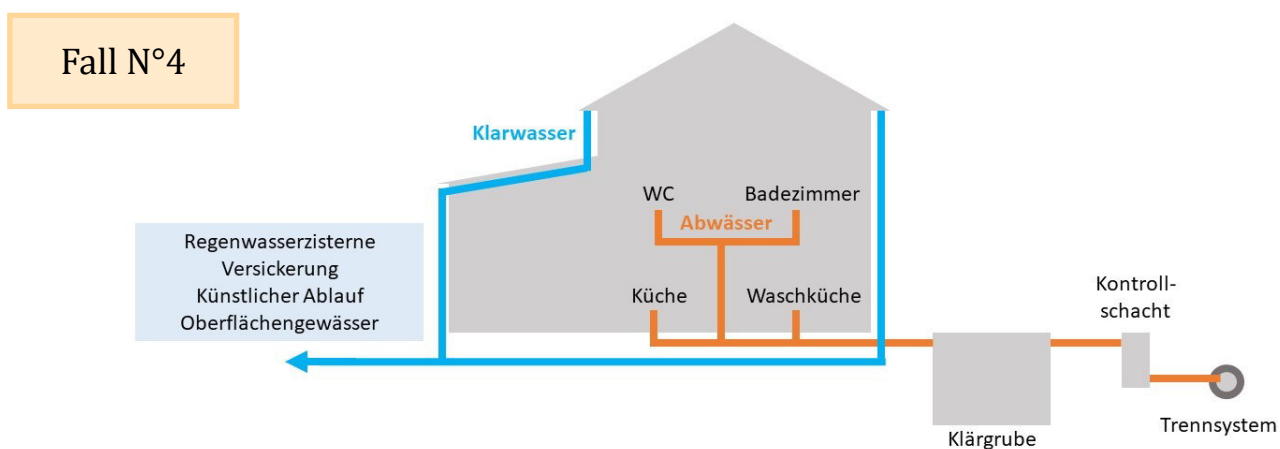 Fall N°4
Klarwasser
WC
Badezimmer
Abwässer
Regenwasserzisterne
Versickerung
Künstlicher Ablauf
Oberflächengewässer
Küche
Waschküche
Kontroll-
schacht
Klärgrube
Trennsystem